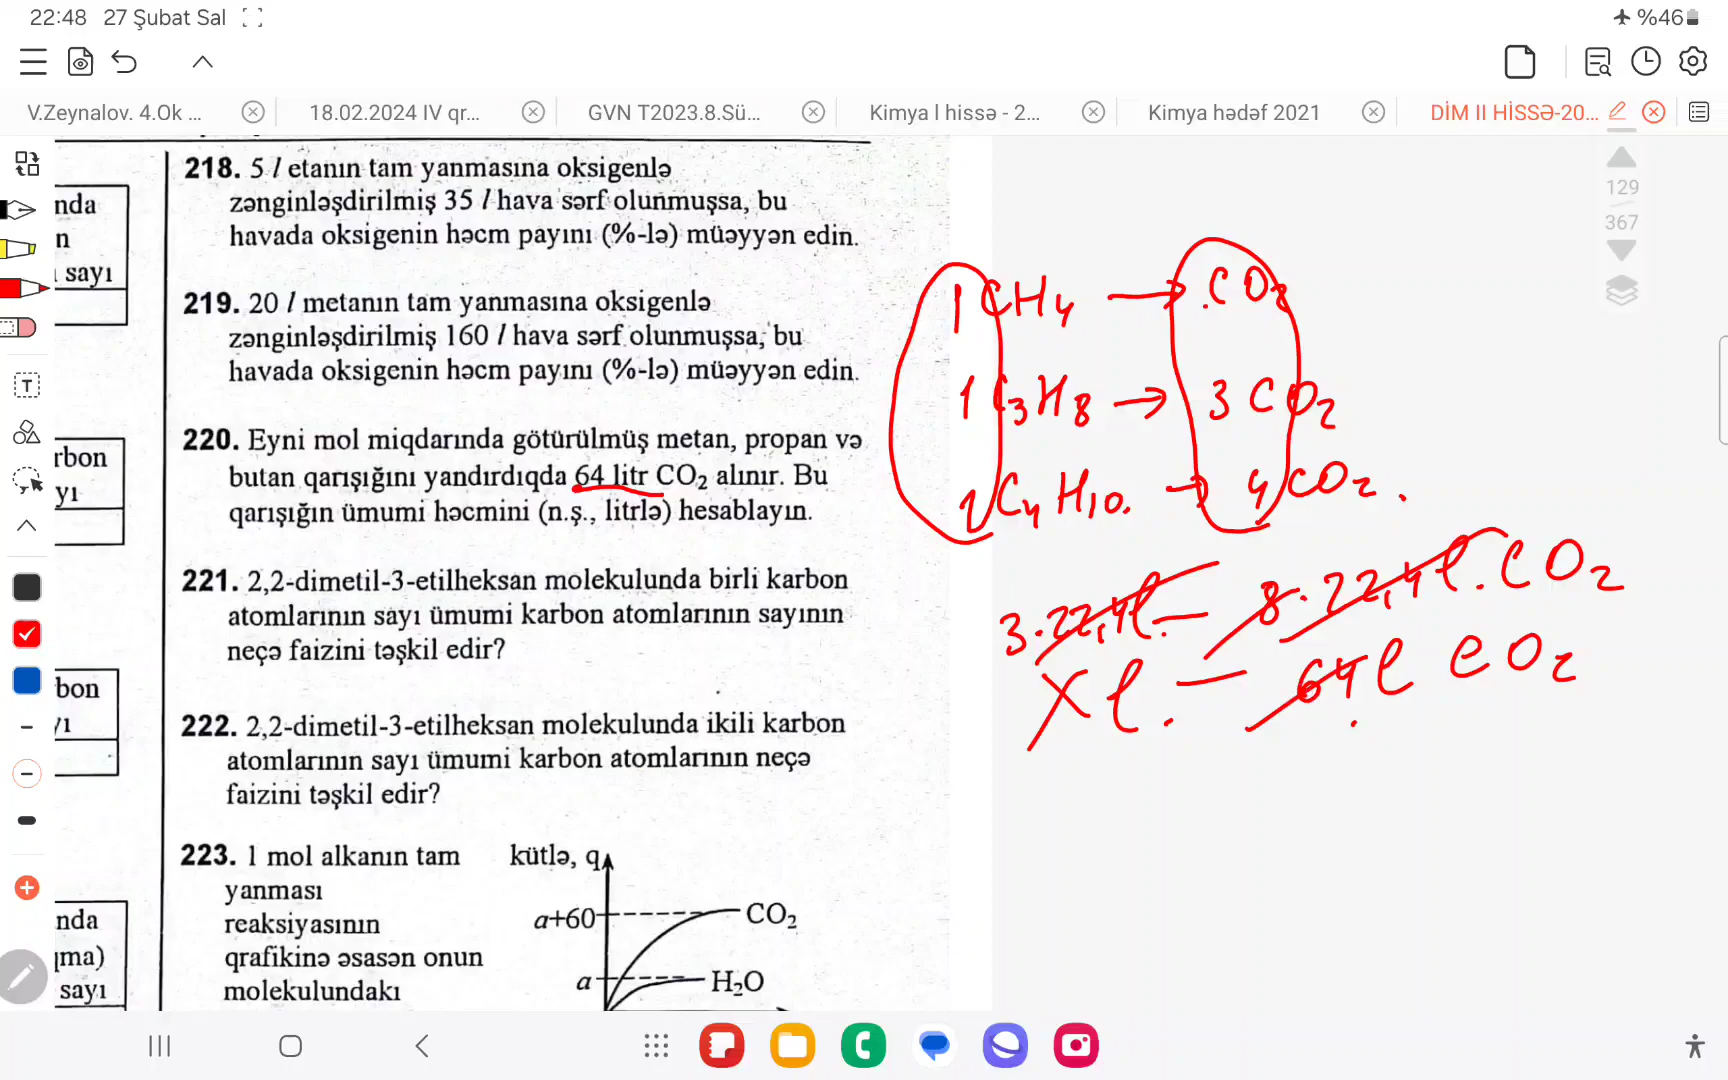 22:48 27 Şubat Sal
%46
V.Zeynalov. 4.Ok ...
18.02.2024 IV qr...
GVN T2023.8.Sü...
Kimya l hissə - 2...
Kimya hədəf 2021
DİM II HİSSƏ-20...
129
367
T
nda
n
sayı
rbon
yı
bon
/ı
nda
sayı
218. 5 l etanın tam yanmasına oksigenlə
zənginləşdirilmiş 35 l hava sərf olunmuşsa, bu
havada oksigenin həcm payını (%-lə) müəyyən edin.
219. 20 l metanın tam yanmasına oksigenlə
zənginləşdirilmiş 160 l hava sərf olunmuşsa, bu
havada oksigenin həcm payını (%-lə) müəyyən edin.
220. Eyni mol miqdarında götürülmüş metan, propan və
butan qarışığını yandırdıqda 64 litr CO₂ alınır. Bu
qarışığın ümumi həcmini (n.ş., litrlə) hesablayın.
221. 2,2-dimetil-3-etilheksan molekulunda birli karbon
atomlarının sayı ümumi karbon atomlarının sayının
neçə faizini təşkil edir?
222. 2,2-dimetil-3-etilheksan molekulunda ikili karbon
atomlarının sayı ümumi karbon atomlarının neçə
faizini təşkil edir?
223. 1 mol alkanın tam
yanması
reaksiyasının
qrafikinə əsasən onun
molekulundakı
kütlə, q
a+60
CO₂
a
H₂O
1 CH4 → CO2
1 C3H8 → 3 CO2
C4H10. → 4 CO2.
3·22,4l. — 8·22,4l. CO2
X l. — 64l CO2